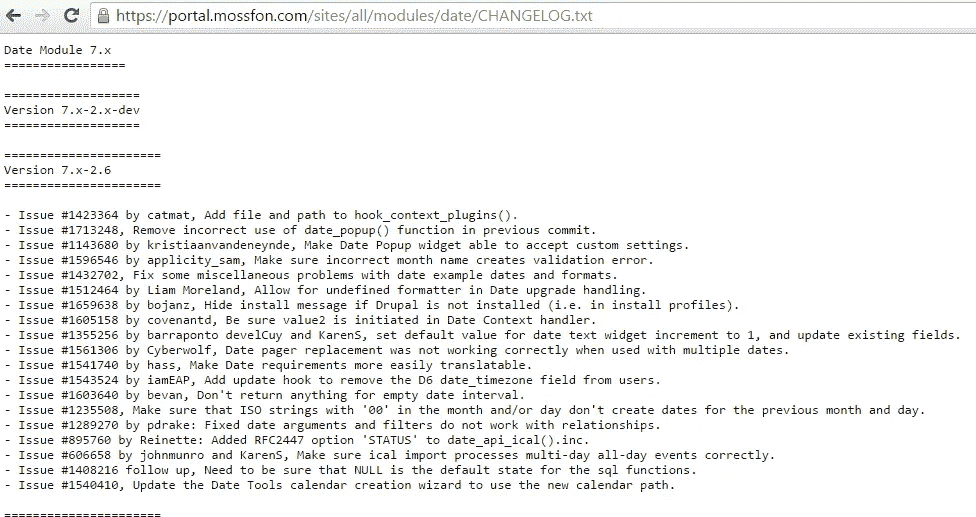 https://portal.mossfon.com/sites/all/modules/date/CHANGELOG.txt
Date Module 7.x
=================
===================
Version 7.x-2.x-dev
===================
======================
Version 7.x-2.6
======================
- Issue #1423364 by catmat, Add file and path to hook_context_plugins().
- Issue #1713248, Remove incorrect use of date_popup() function in previous commit.
- Issue #1143680 by kristiaanvandeneynde, Make Date Popup widget able to accept custom settings.
- Issue #1596546 by applicity_sam, Make sure incorrect month name creates validation error.
- Issue #1432702, Fix some miscellaneous problems with date example dates and formats.
- Issue #1512464 by Liam Moreland, Allow for undefined formatter in Date upgrade handling.
- Issue #1659638 by bojanz, Hide install message if Drupal is not installed (i.e. in install profiles).
- Issue #1605158 by covenantd, Be sure value2 is initiated in Date Context handler.
- Issue #1355256 by barraponto develCuy and KarenS, set default value for date text widget increment to 1, and update existing fields.
- Issue #1561306 by Cyberwolf, Date pager replacement was not working correctly when used with multiple dates.
- Issue #1541740 by hass, Make Date requirements more easily translatable.
- Issue #1543524 by iamEAP, Add update hook to remove the D6 date_timezone field from users.
- Issue #1603640 by bevan, Don't return anything for empty date interval.
- Issue #1235508, Make sure that ISO strings with '00' in the month and/or day don't create dates for the previous month and day.
- Issue #1289270 by pdrake: Fixed date arguments and filters do not work with relationships.
- Issue #895760 by Reinette: Added RFC2447 option 'STATUS' to date_api_ical().inc.
- Issue #606658 by johnmunro and KarenS, Make sure ical import processes multi-day all-day events correctly.
- Issue #1408216 follow up, Need to be sure that NULL is the default state for the sql functions.
- Issue #1540410, Update the Date Tools calendar creation wizard to use the new calendar path.
======================